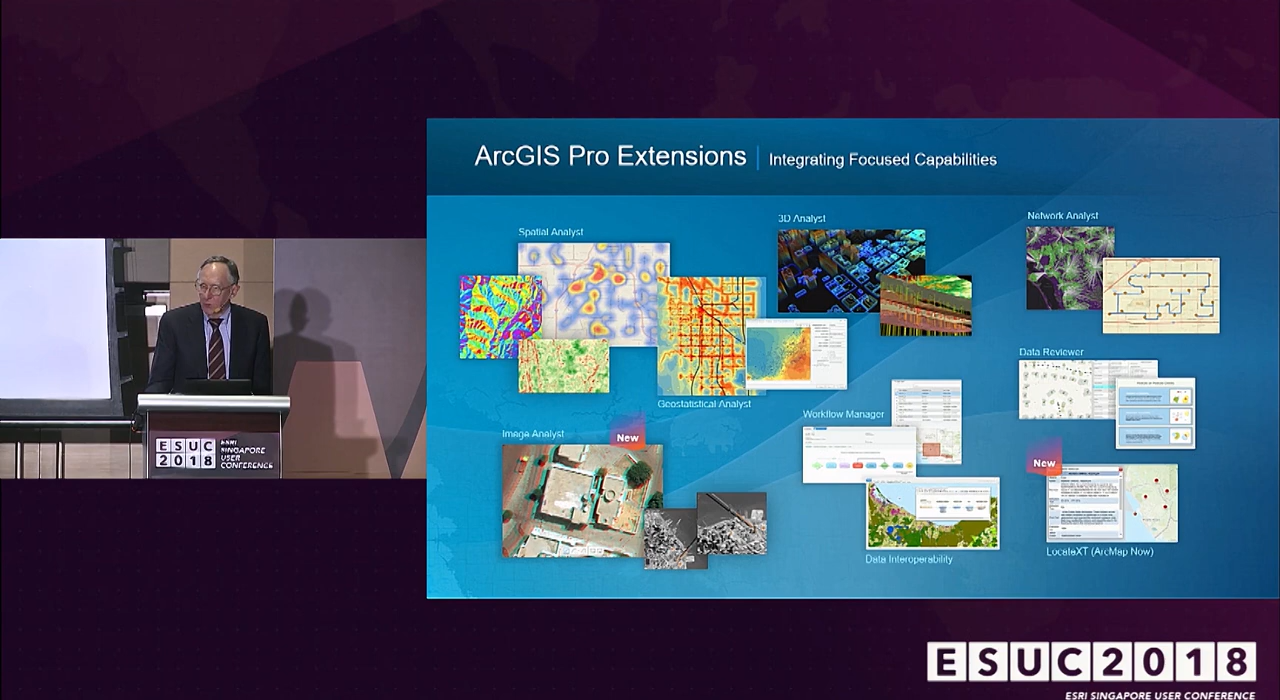 ArcGIS Pro Extensions | Integrating Focused Capabilities
Spatial Analyst
3D Analyst
Network Analyst
Geostatistical Analyst
Data Reviewer
Workflow Manager
Image Analyst
New
New
Data Interoperability
LocateXT (ArcMap Now)
ESUC
2018
ESRI
SINGAPORE
USER
CONFERENCE
ESUC2018
ESRI SINGAPORE USER CONFERENCE